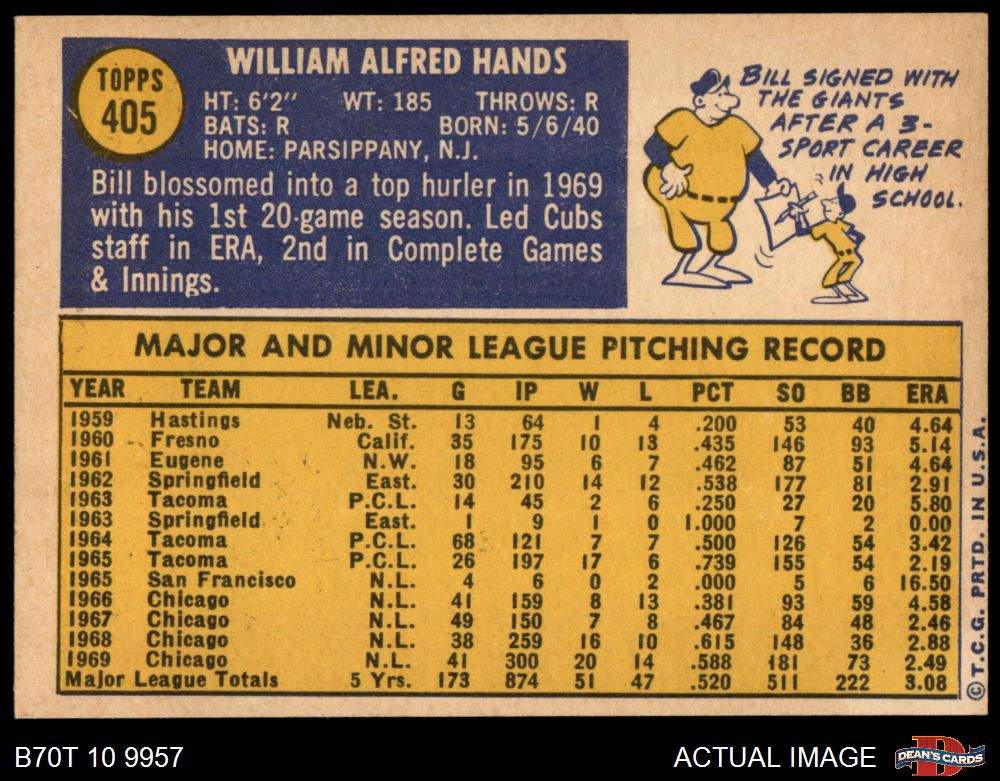 TOPPS
405
WILLIAM ALFRED HANDS
HT: 6'2" WT: 185 THROWS: R
BATS: R BORN: 5/6/40
HOME: PARSIPPANY, N.J.
Bill blossomed into a top hurler in 1969
with his 1st 20-game season. Led Cubs
staff in ERA, 2nd in Complete Games
& Innings.
BILL SIGNED WITH
THE GIANTS
AFTER A 3-
SPORT CAREER
IN HIGH
SCHOOL.
MAJOR AND MINOR LEAGUE PITCHING RECORD
YEAR TEAM LEA. G IP W L PCT SO BB ERA
1959 Hastings Neb. St. 13 64 1 4 .200 53 40 4.64
1960 Fresno Calif. 35 175 10 13 .435 146 93 5.14
1961 Eugene N.W. 18 95 6 7 .462 87 51 4.64
1962 Springfield East. 30 210 14 12 .538 177 81 2.91
1963 Tacoma P.C.L. 14 45 2 6 .250 27 20 5.80
1963 Springfield East. 1 9 1 0 1.000 7 2 0.00
1964 Tacoma P.C.L. 68 121 7 7 .500 126 54 3.42
1965 Tacoma P.C.L. 26 197 17 6 .739 155 54 2.19
1965 San Francisco N.L. 4 6 0 2 .000 5 6 16.50
1966 Chicago N.L. 41 159 8 13 .381 93 59 4.58
1967 Chicago N.L. 49 150 7 8 .467 84 48 2.46
1968 Chicago N.L. 38 259 16 10 .615 148 36 2.88
1969 Chicago N.L. 41 300 20 14 .588 181 73 2.49
Major League Totals 5 Yrs. 173 874 51 47 .520 511 222 3.08
© T.C.G. PRTD. IN U.S.A.
B70T 10 9957
ACTUAL IMAGE
D
DEAN'S CARDS